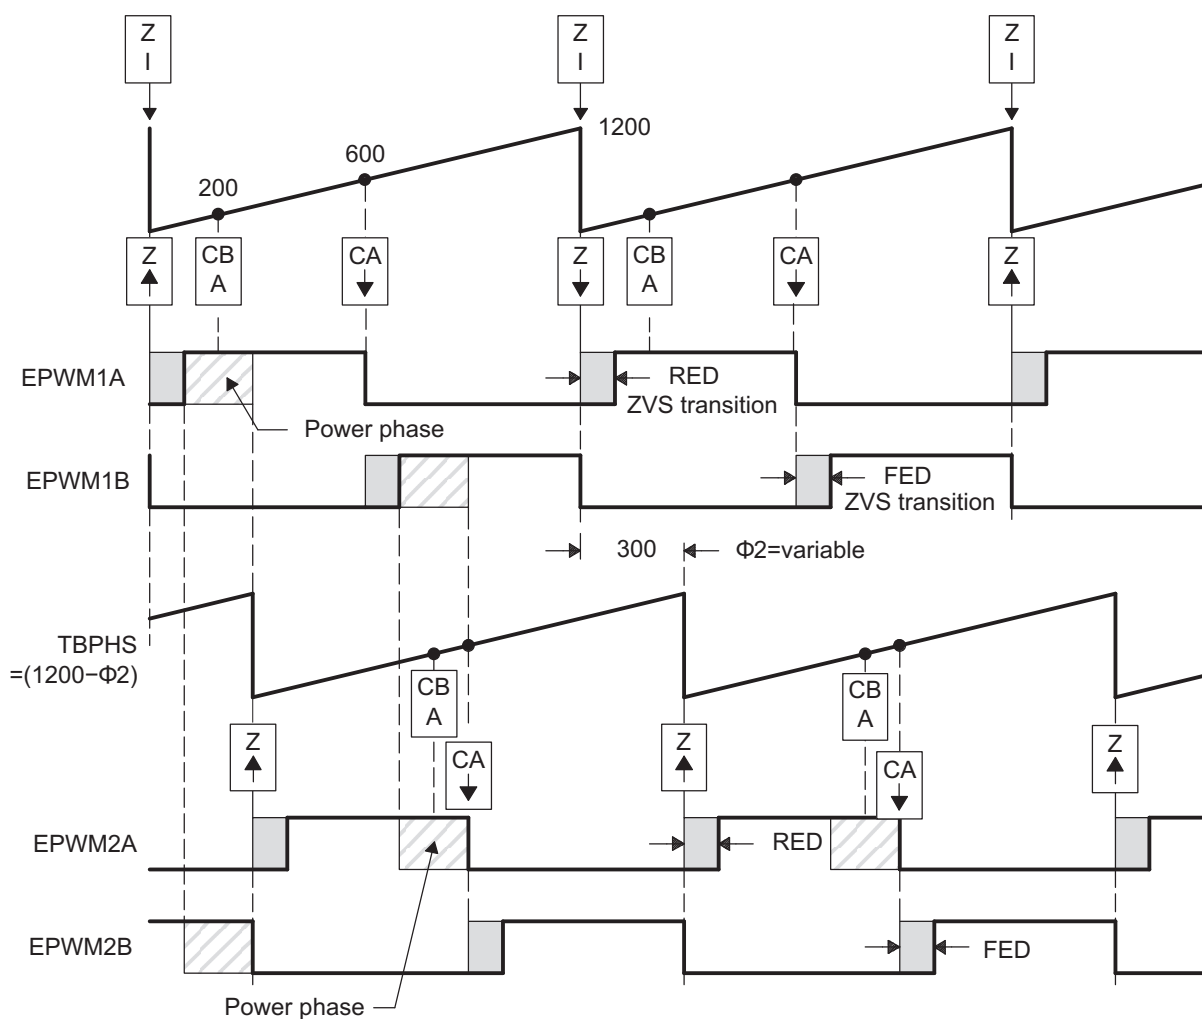 Z
I
Z
I
Z
I
1200
600
200
Z
CB
A
CA
Z
CB
A
CA
Z
EPWM1A
RED
ZVS transition
Power phase
EPWM1B
FED
ZVS transition
300
Φ2=variable
TBPHS
=(1200−Φ2)
CB
A
CB
A
Z
CA
Z
CA
Z
EPWM2A
RED
EPWM2B
FED
Power phase